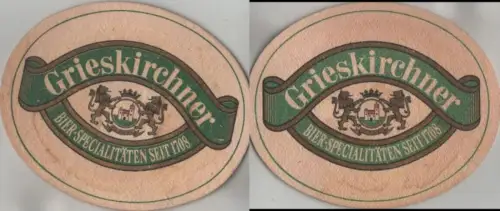 Grieskirchner
BIER-SPECIALITÄTEN SEIT 1708
Grieskirchner
BIER-SPECIALITÄTEN SEIT 1708